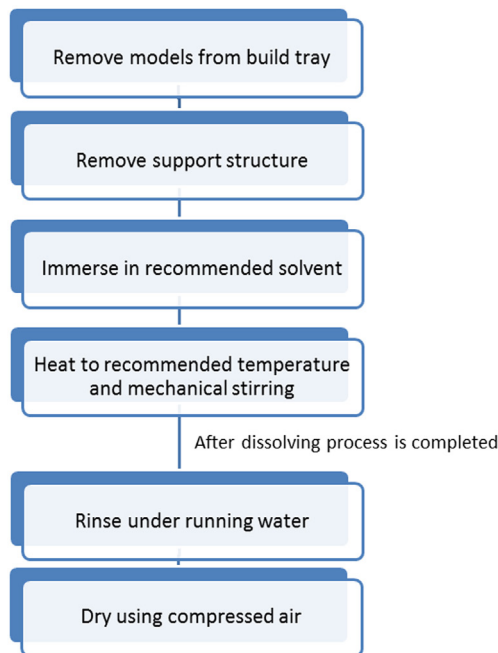 Remove models from build tray
Remove support structure
Immerse in recommended solvent
Heat to recommended temperature
and mechanical stirring
After dissolving process is completed
Rinse under running water
Dry using compressed air